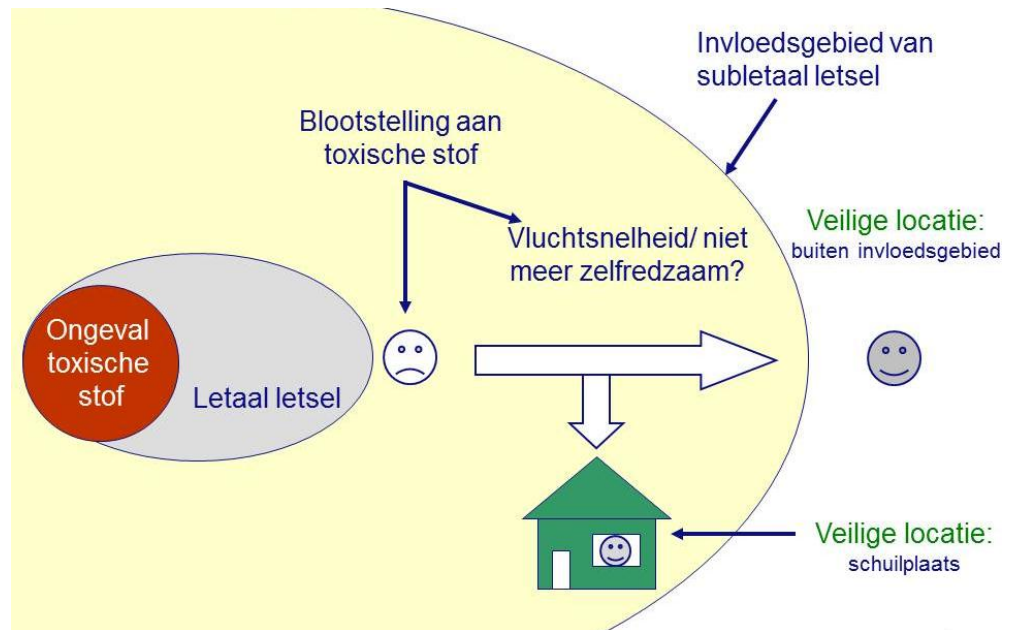 Invloedsgebied van
subletaal letsel
Blootstelling aan
toxische stof
Veilige locatie:
buiten invloedsgebied
Vluchtsnelheid/ niet
meer zelfredzaam?
Ongeval
toxische
stof
Letaal letsel
Veilige locatie:
schuilplaats